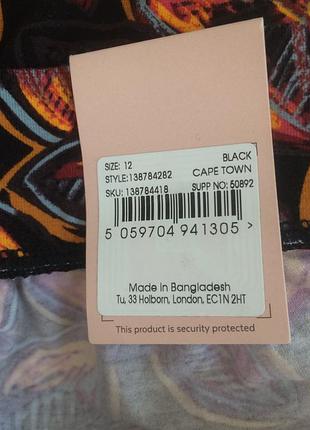 SIZE: 12 BLACK
STYLE:138784282 CAPE TOWN
SKU: 138784418 SUPP NO: 50892
5 059704 941305 >
Made in Bangladesh
Tu, 33 Holborn, London, EC1N 2HT
This product is security protected